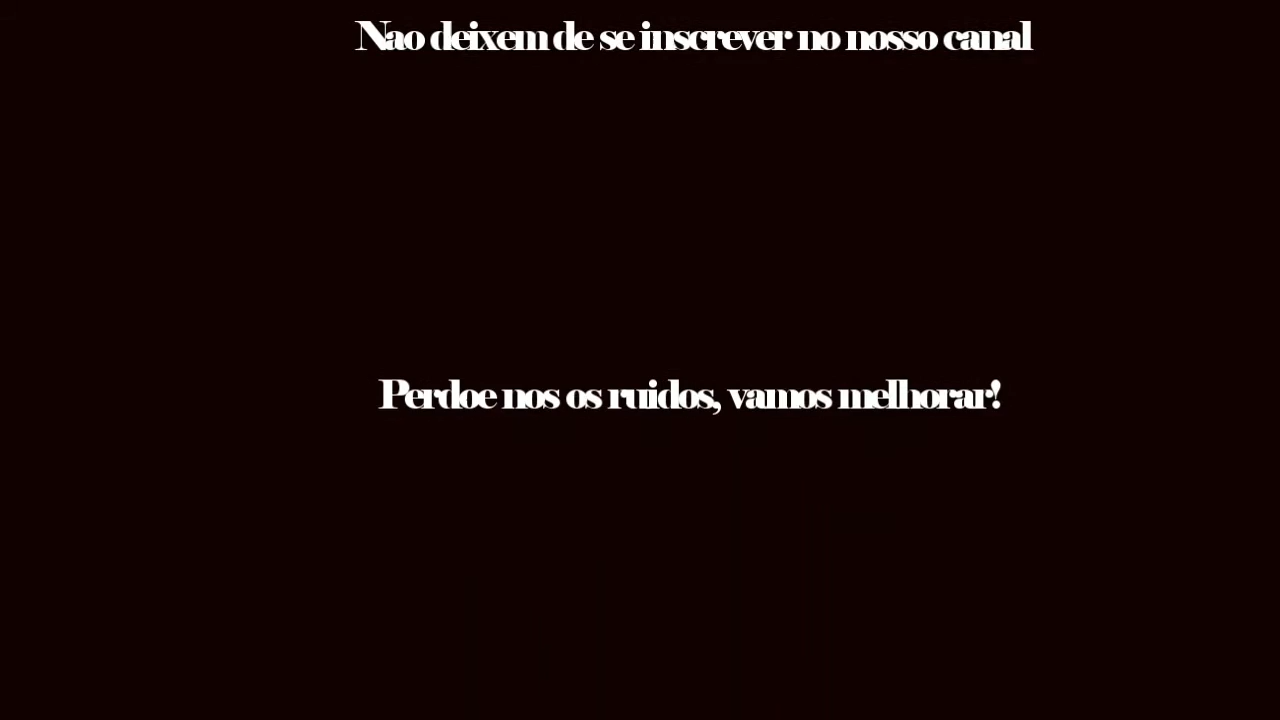 Nao deixem de se inscrever no nosso canal
Perdoe nos os ruidos, vamos melhorar!